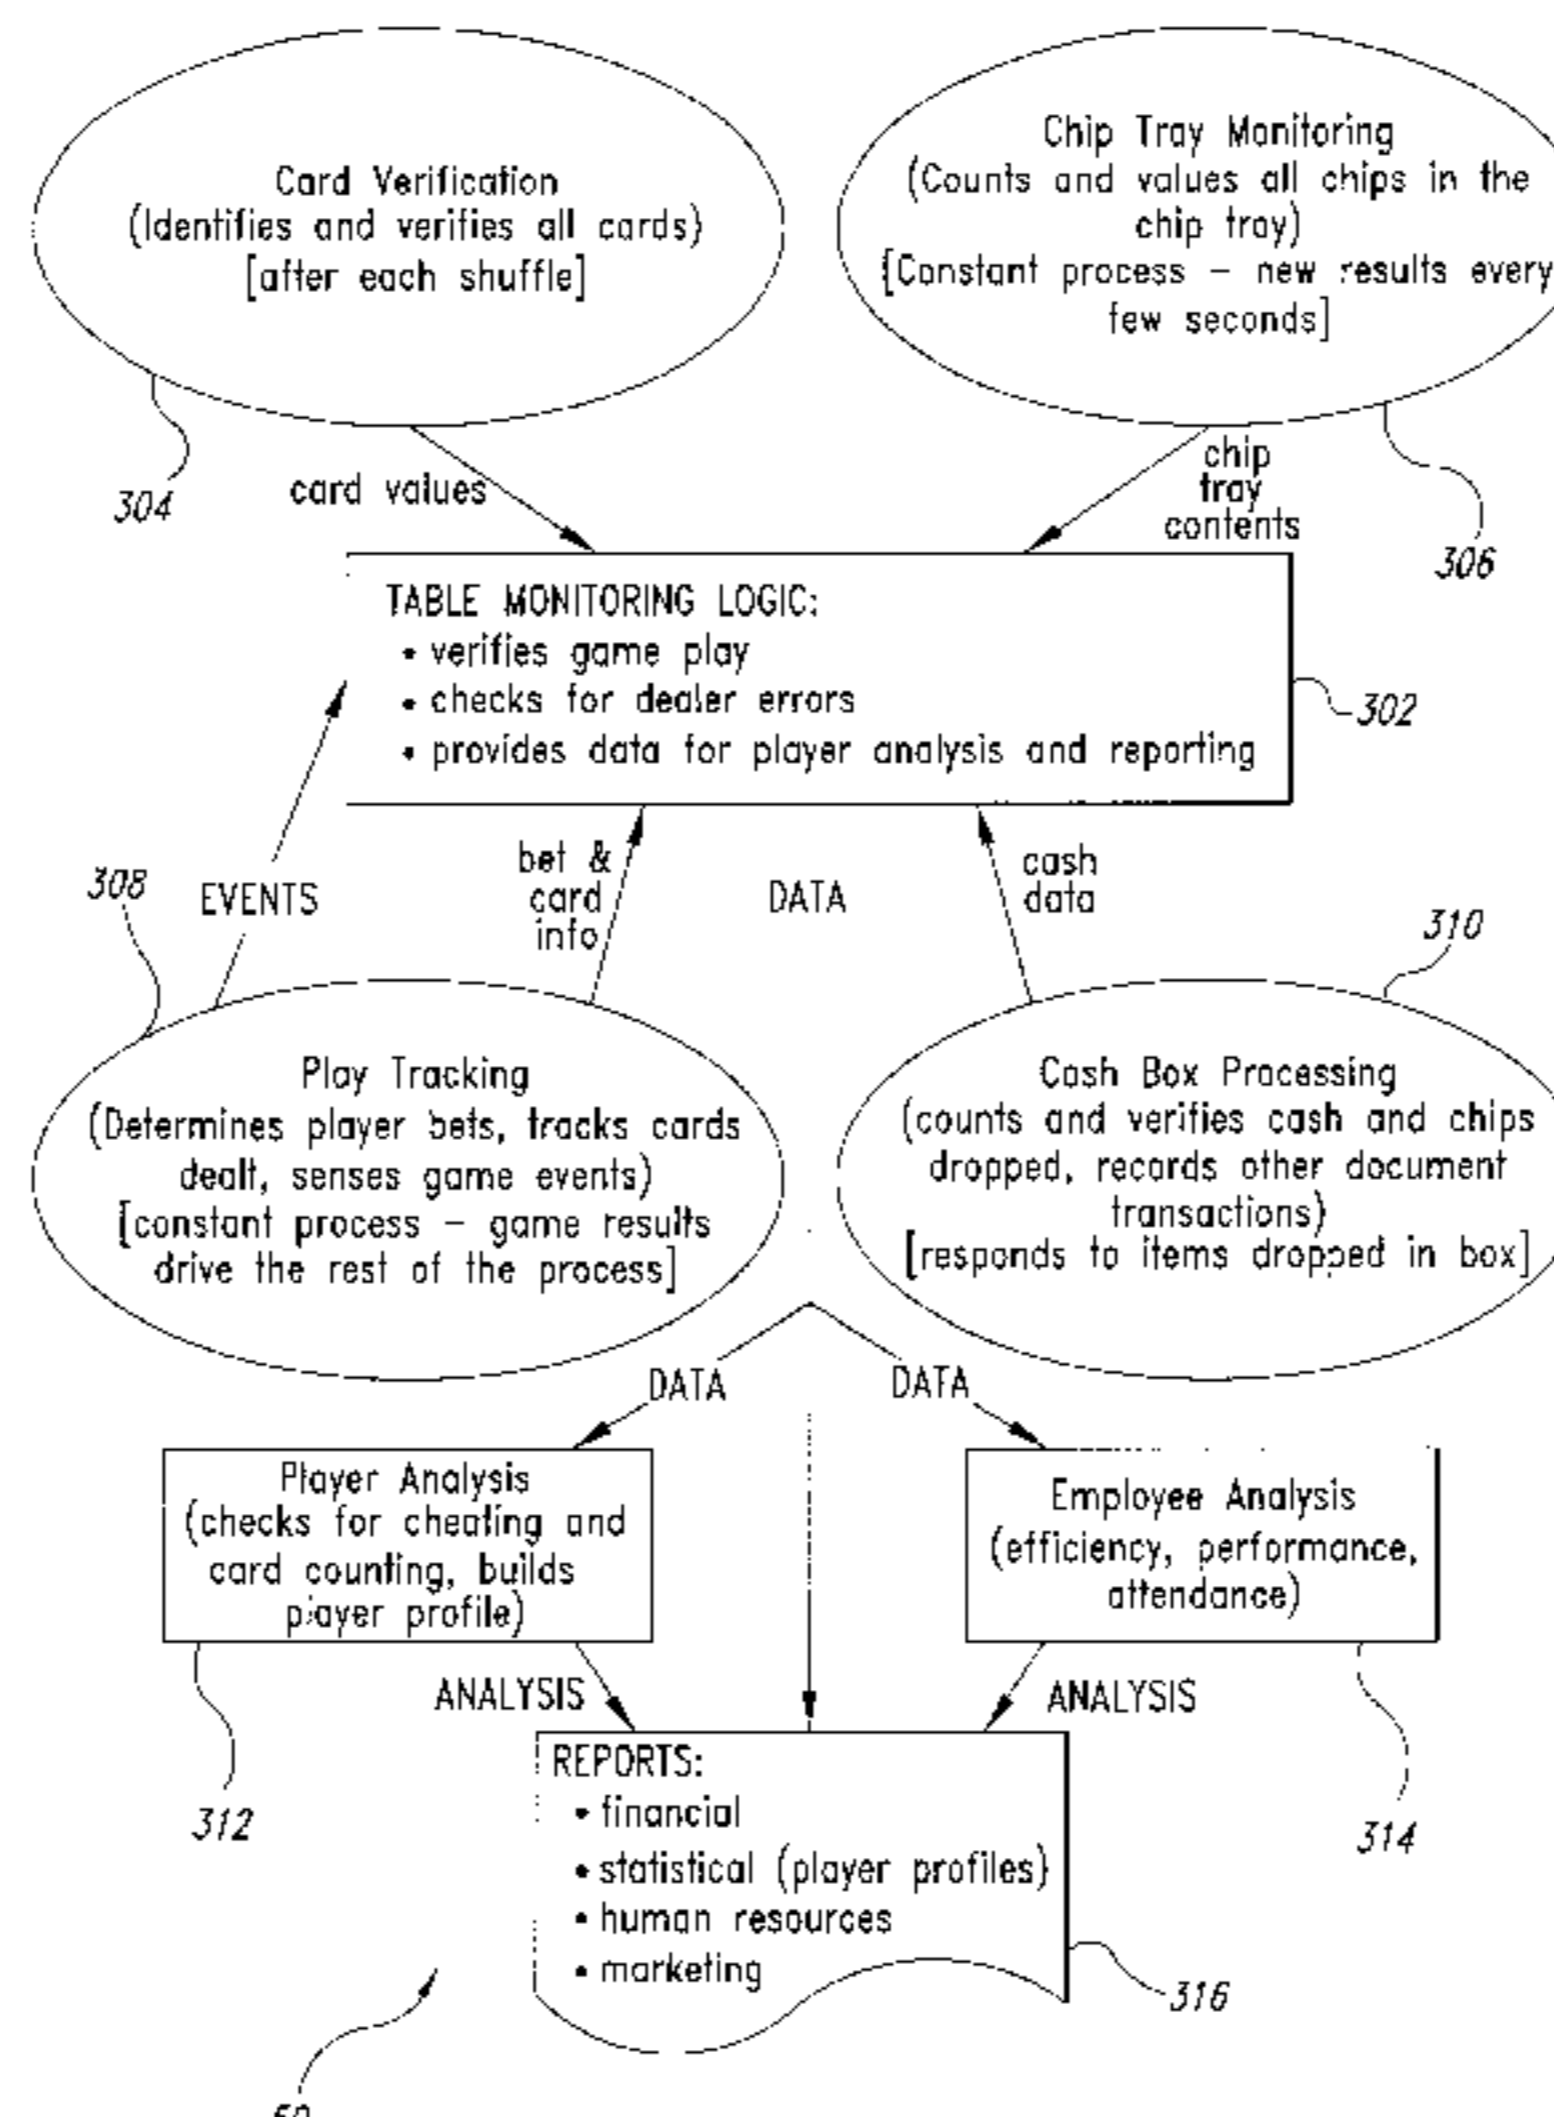 Card Verification
(Identifies and verifies all cards)
[after each shuffle]
Chip Tray Monitoring
(Counts and values all chips in the
chip tray)
[Constant process – new results every
few seconds]
304
card values
chip
tray
contents
306
TABLE MONITORING LOGIC:
• verifies game play
• checks for dealer errors
• provides data for player analysis and reporting
302
308
EVENTS
bet &
card
info
DATA
cash
data
310
Play Tracking
(Determines player bets, tracks cards
dealt, senses game events)
[constant process – game results
drive the rest of the process]
Cash Box Processing
(counts and verifies cash and chips
dropped, records other document
transactions)
[responds to items dropped in box]
DATA
DATA
Player Analysis
(checks for cheating and
card counting, builds
player profile)
Employee Analysis
(efficiency, performance,
attendance)
ANALYSIS
ANALYSIS
312
314
REPORTS:
• financial
• statistical (player profiles)
• human resources
• marketing
316